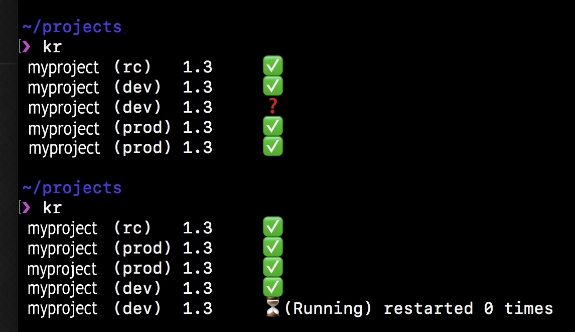 ~/projects
❯ kr
myproject (rc) 1.3 ✅
myproject (dev) 1.3 ✅
myproject (dev) 1.3 ❓
myproject (prod) 1.3 ✅
myproject (prod) 1.3 ✅
~/projects
❯ kr
myproject (rc) 1.3 ✅
myproject (prod) 1.3 ✅
myproject (prod) 1.3 ✅
myproject (dev) 1.3 ✅
myproject (dev) 1.3 ⏳(Running) restarted 0 times